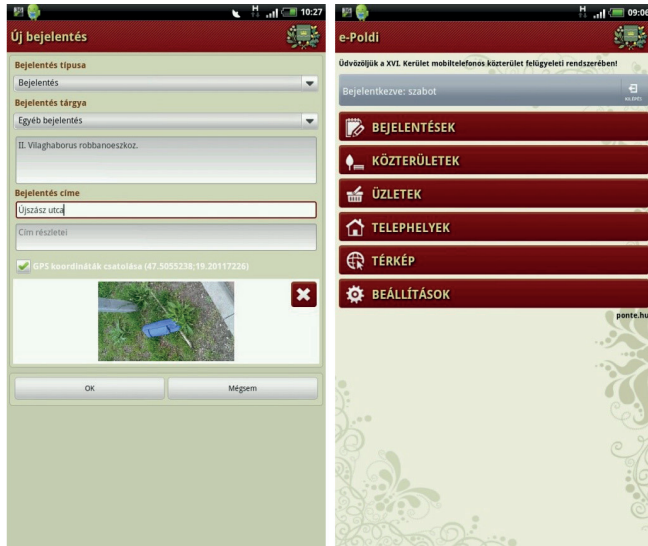 10:27
Új bejelentés
Bejelentés típusa
Bejelentés
Bejelentés tárgya
Egyéb bejelentés
II. Vilaghaborus robbanoeszkoz.
Bejelentés címe
Újszász utca
Cím részletei
GPS koordináták csatolása (47.5055238;19.20117226)
OK
Mégsem
09:06
e-Poldi
Üdvözöljük a XVI. Kerület mobiltelefonos közterület felügyeleti rendszerében!
Bejelentkezve: szabot
BEJELENTÉSEK
KÖZTERÜLETEK
ÜZLETEK
TELEPHELYEK
TÉRKÉP
BEÁLLÍTÁSOK
ponte.hu